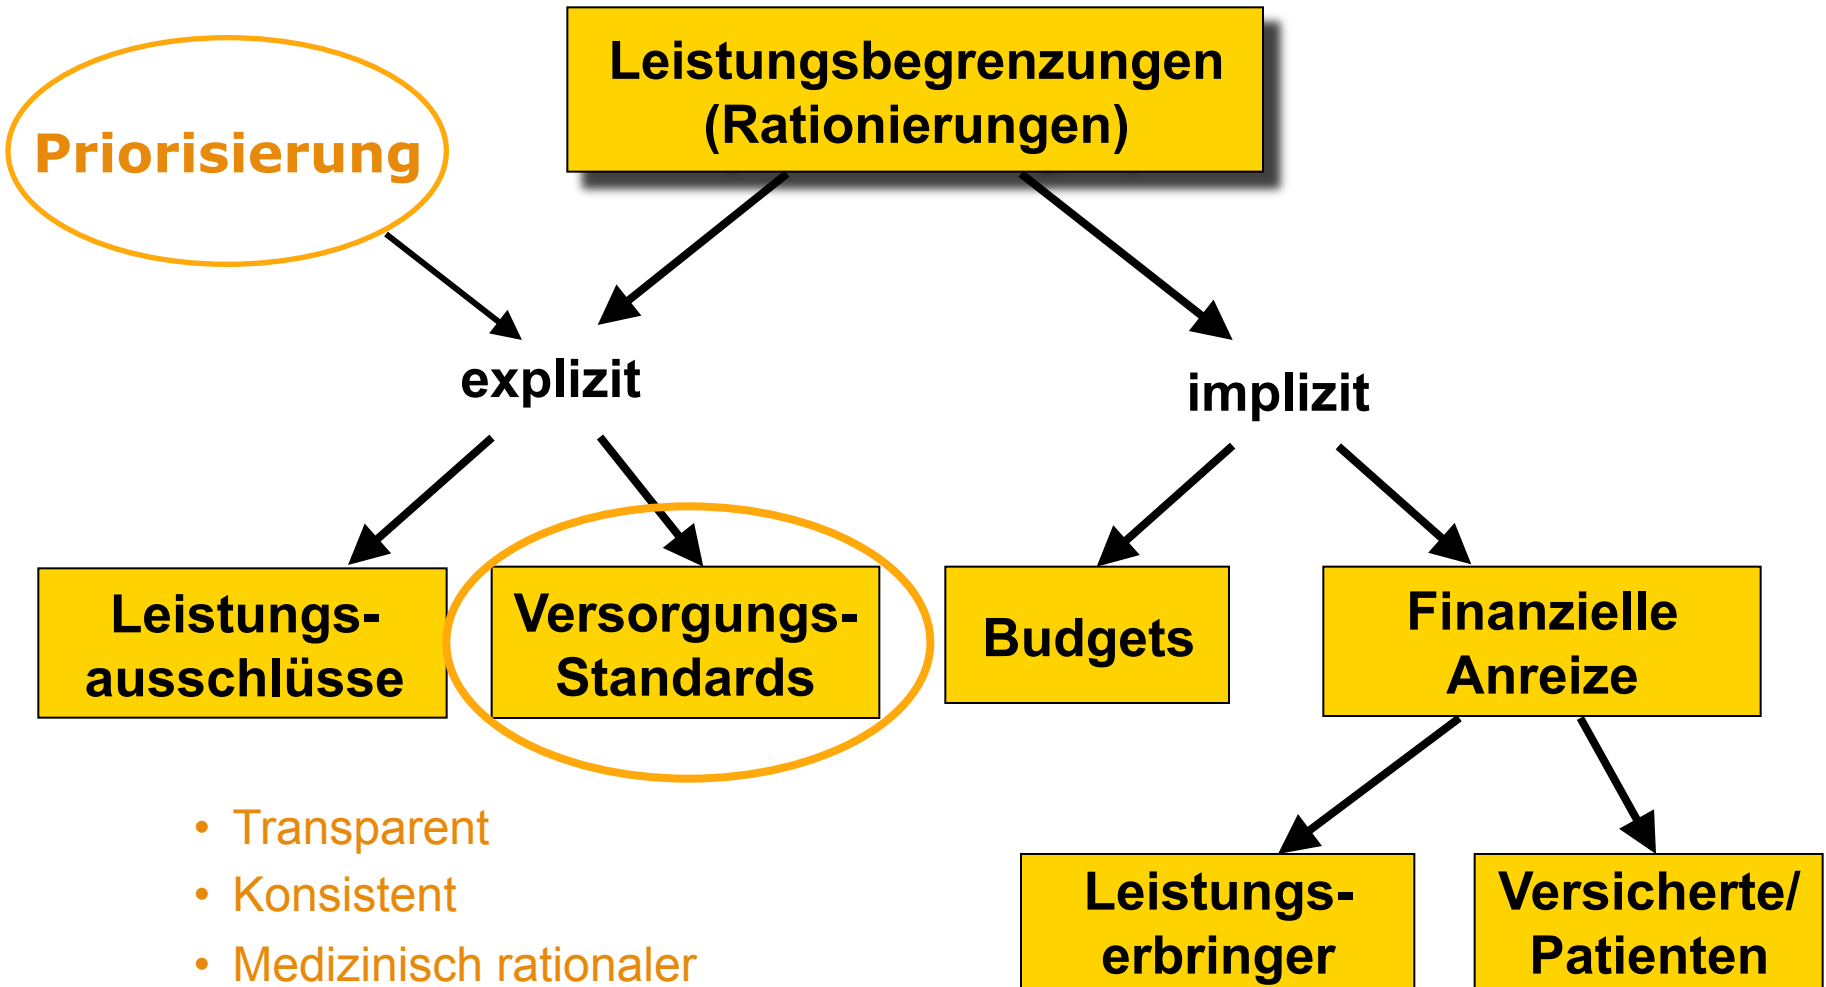 Leistungsbegrenzungen
(Rationierungen)
Priorisierung
explizit
implizit
Leistungs-
ausschlüsse
Versorgungs-
Standards
Budgets
Finanzielle
Anreize
• Transparent
• Konsistent
• Medizinisch rationaler
Leistungs-
erbringer
Versicherte/
Patienten